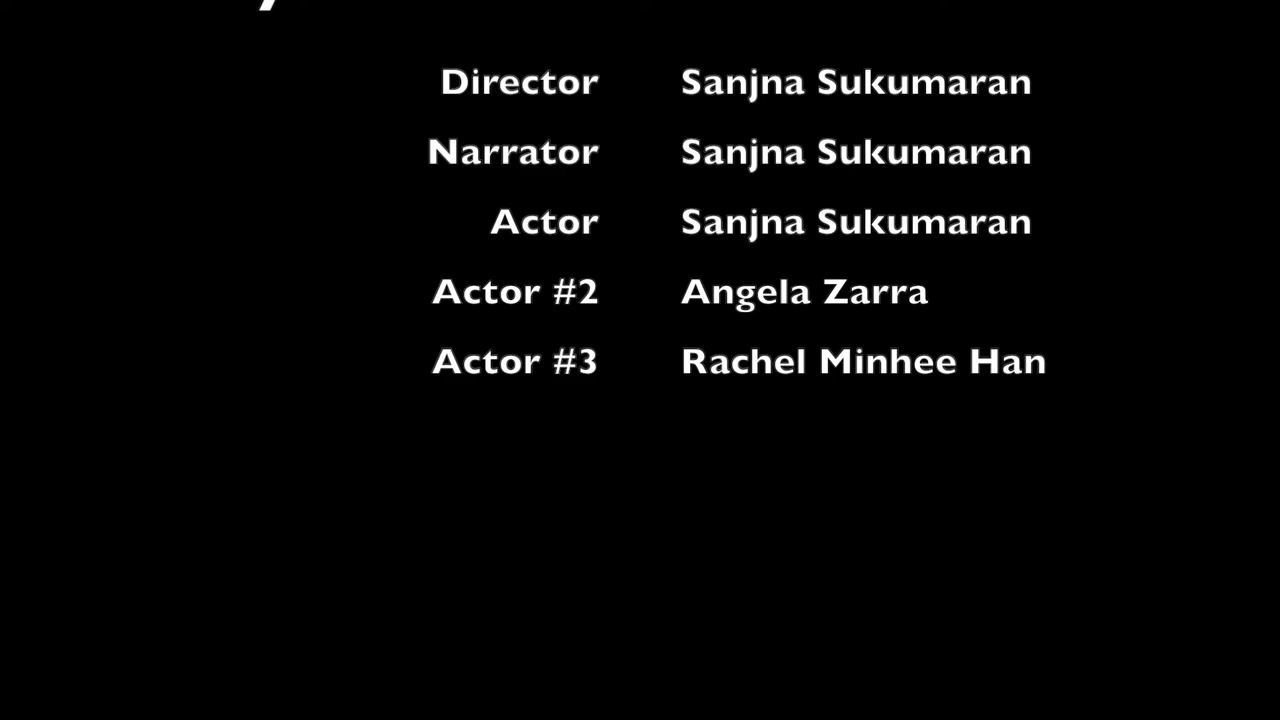 Director Sanjna Sukumaran
Narrator Sanjna Sukumaran
Actor Sanjna Sukumaran
Actor #2 Angela Zarra
Actor #3 Rachel Minhee Han